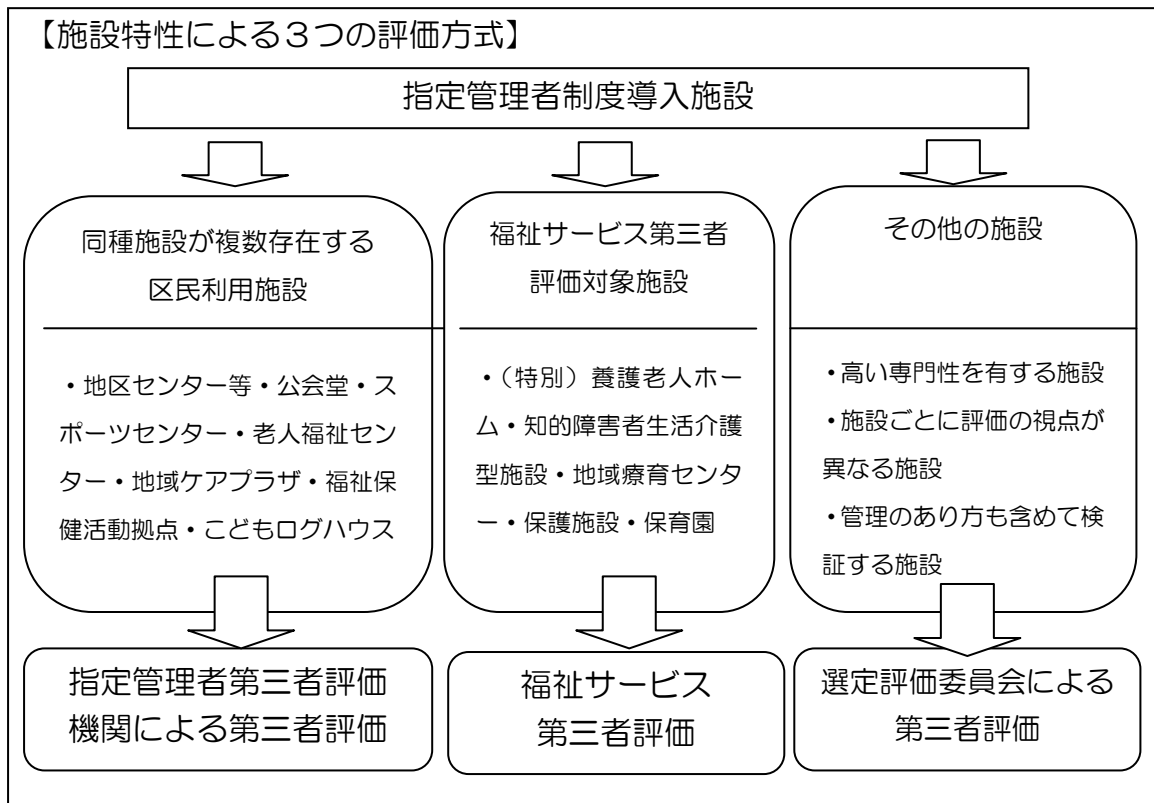 【施設特性による３つの評価方式】
指定管理者制度導入施設
同種施設が複数存在する
区民利用施設
・地区センター等・公会堂・ス
ポーツセンター・老人福祉セン
ター・地域ケアプラザ・福祉保
健活動拠点・こどもログハウス
指定管理者第三者評価
機関による第三者評価
福祉サービス第三者
評価対象施設
・（特別）養護老人ホー
ム・知的障害者生活介護
型施設・地域療育センタ
ー・保護施設・保育園
福祉サービス
第三者評価
その他の施設
・高い専門性を有する施設
・施設ごとに評価の視点が
異なる施設
・管理のあり方も含めて検
証する施設
選定評価委員会による
第三者評価